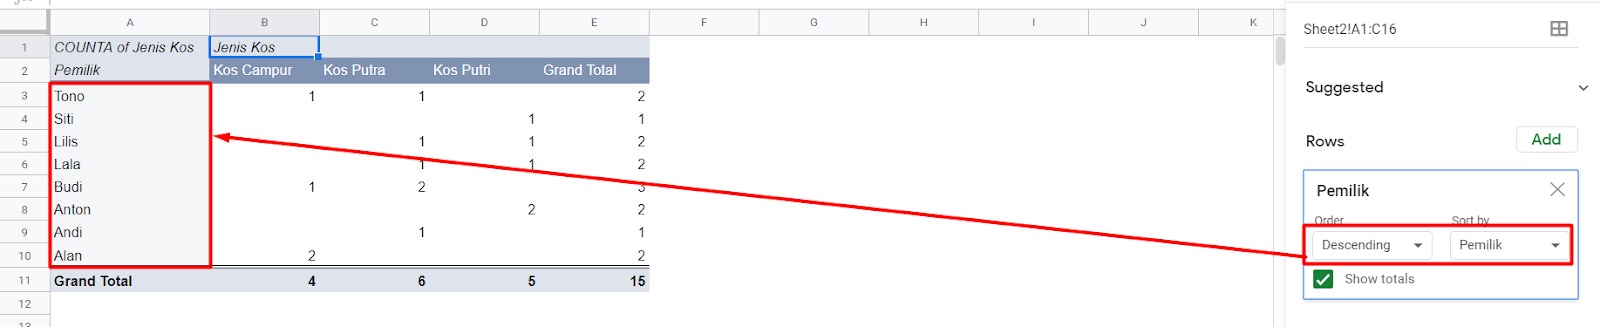 A B C D E F G H I J K
Sheet2!A1:C16
1 COUNTA of Jenis Kos Jenis Kos
2 Pemilik Kos Campur Kos Putra Kos Putri Grand Total
3 Tono 1 1 2
4 Siti 1 1
5 Lilis 1 1 2
6 Lala 1 1 2
7 Budi 1 2 3
8 Anton 2 2
9 Andi 1 1
10 Alan 2 2
11 Grand Total 4 6 5 15
12
13
Suggested
Rows Add
Pemilik
Order Sort by
Descending Pemilik
Show totals